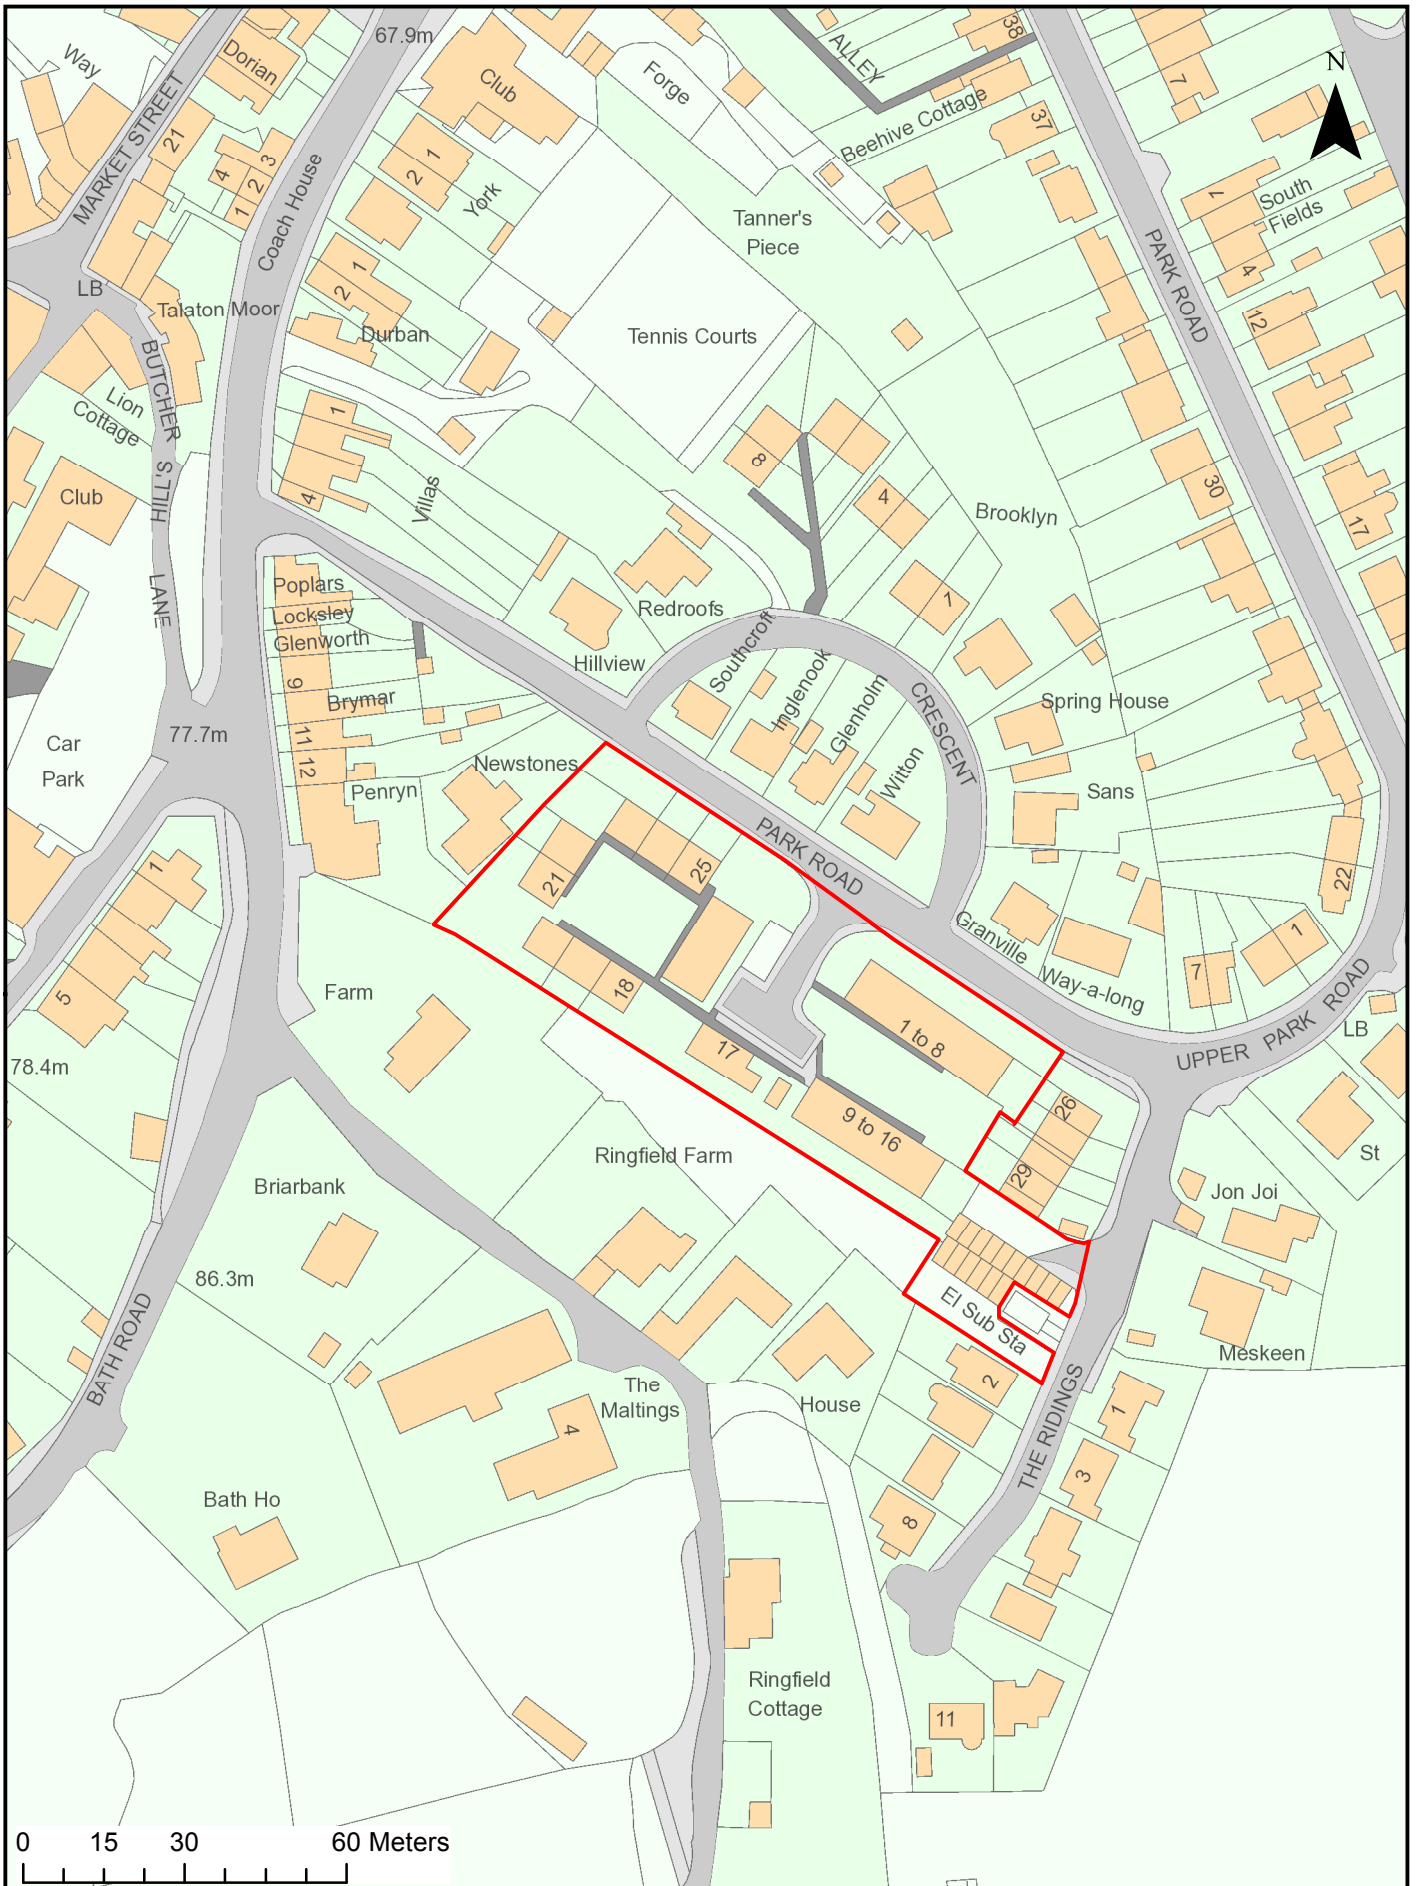 67.9m
38
ALLEY
Way
Dorian
Club
Forge
7
N
MARKET STREET
21
Beehive Cottage
37
1
2
3
4
2
1
Coach House
York
Tanner's
Piece
7
South
Fields
4
PARK ROAD
LB
Talaton Moor
1
2
Durban
Tennis Courts
12
BUTCHER HILL'S LANE
Lion
Cottage
1
4
Villas
8
4
Brooklyn
30
17
Club
Poplars
Locksley
Glenworth
9
Brymar
11
12
Penryn
Redroofs
Hillview
7
Southcroft
Inglenook
Glenholm
Witton
CRESCENT
Spring House
Sans
77.7m
Car
Park
Newstones
PARK ROAD
25
21
18
22
1
7
Granville
Way-a-long
1
5
Farm
17
1 to 8
9 to 16
UPPER PARK ROAD
LB
78.4m
26
29
St
Ringfield Farm
Briarbank
Jon Joi
86.3m
El Sub Sta
Meskeen
BATH ROAD
The
Maltings
4
House
2
1
THE RIDINGS
3
8
Bath Ho
Ringfield
Cottage
11
0 15 30 60 Meters